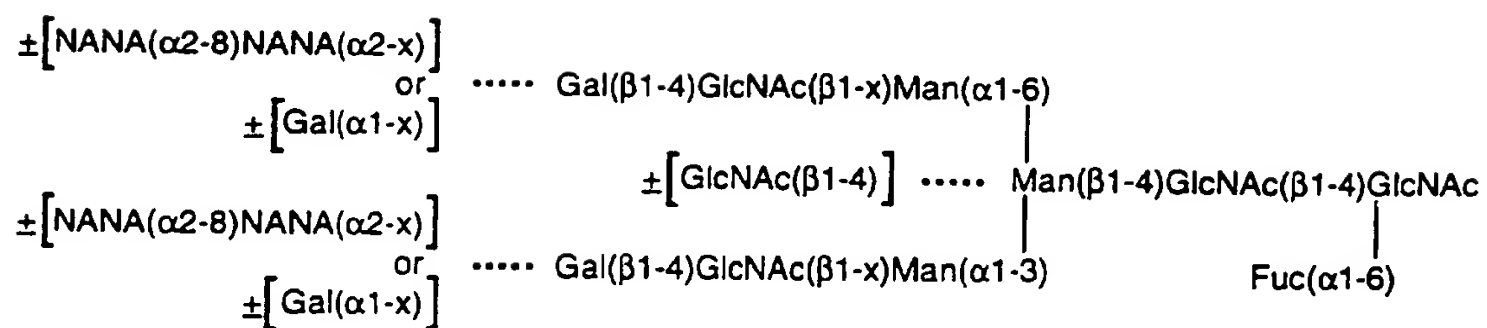 ±[NANA(α2-8)NANA(α2-x)]
or ····· Gal(β1-4)GlcNAc(β1-x)Man(α1-6)
±[Gal(α1-x)]
±[GlcNAc(β1-4)] ····· Man(β1-4)GlcNAc(β1-4)GlcNAc
±[NANA(α2-8)NANA(α2-x)]
or ····· Gal(β1-4)GlcNAc(β1-x)Man(α1-3)
Fuc(α1-6)
±[Gal(α1-x)]